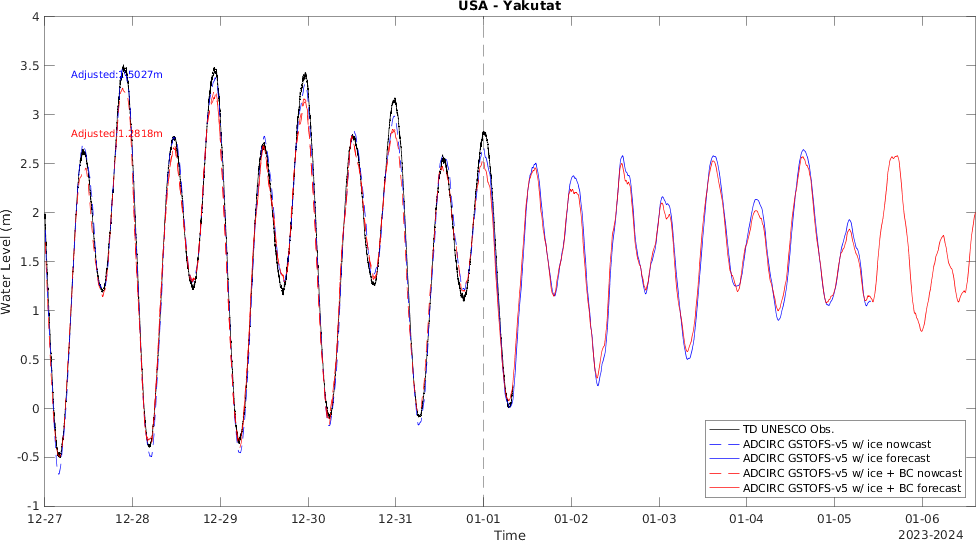 USA - Yakutat
4
3.5
3
2.5
2
1.5
1
0.5
0
-0.5
-1
Water Level (m)
Adjusted:1.5027m
Adjusted:1.2818m
TD UNESCO Obs.
ADCIRC GSTOFS-v5 w/ ice nowcast
ADCIRC GSTOFS-v5 w/ ice forecast
ADCIRC GSTOFS-v5 w/ ice + BC nowcast
ADCIRC GSTOFS-v5 w/ ice + BC forecast
12-27 12-28 12-29 12-30 12-31 01-01 01-02 01-03 01-04 01-05 01-06
Time
2023-2024